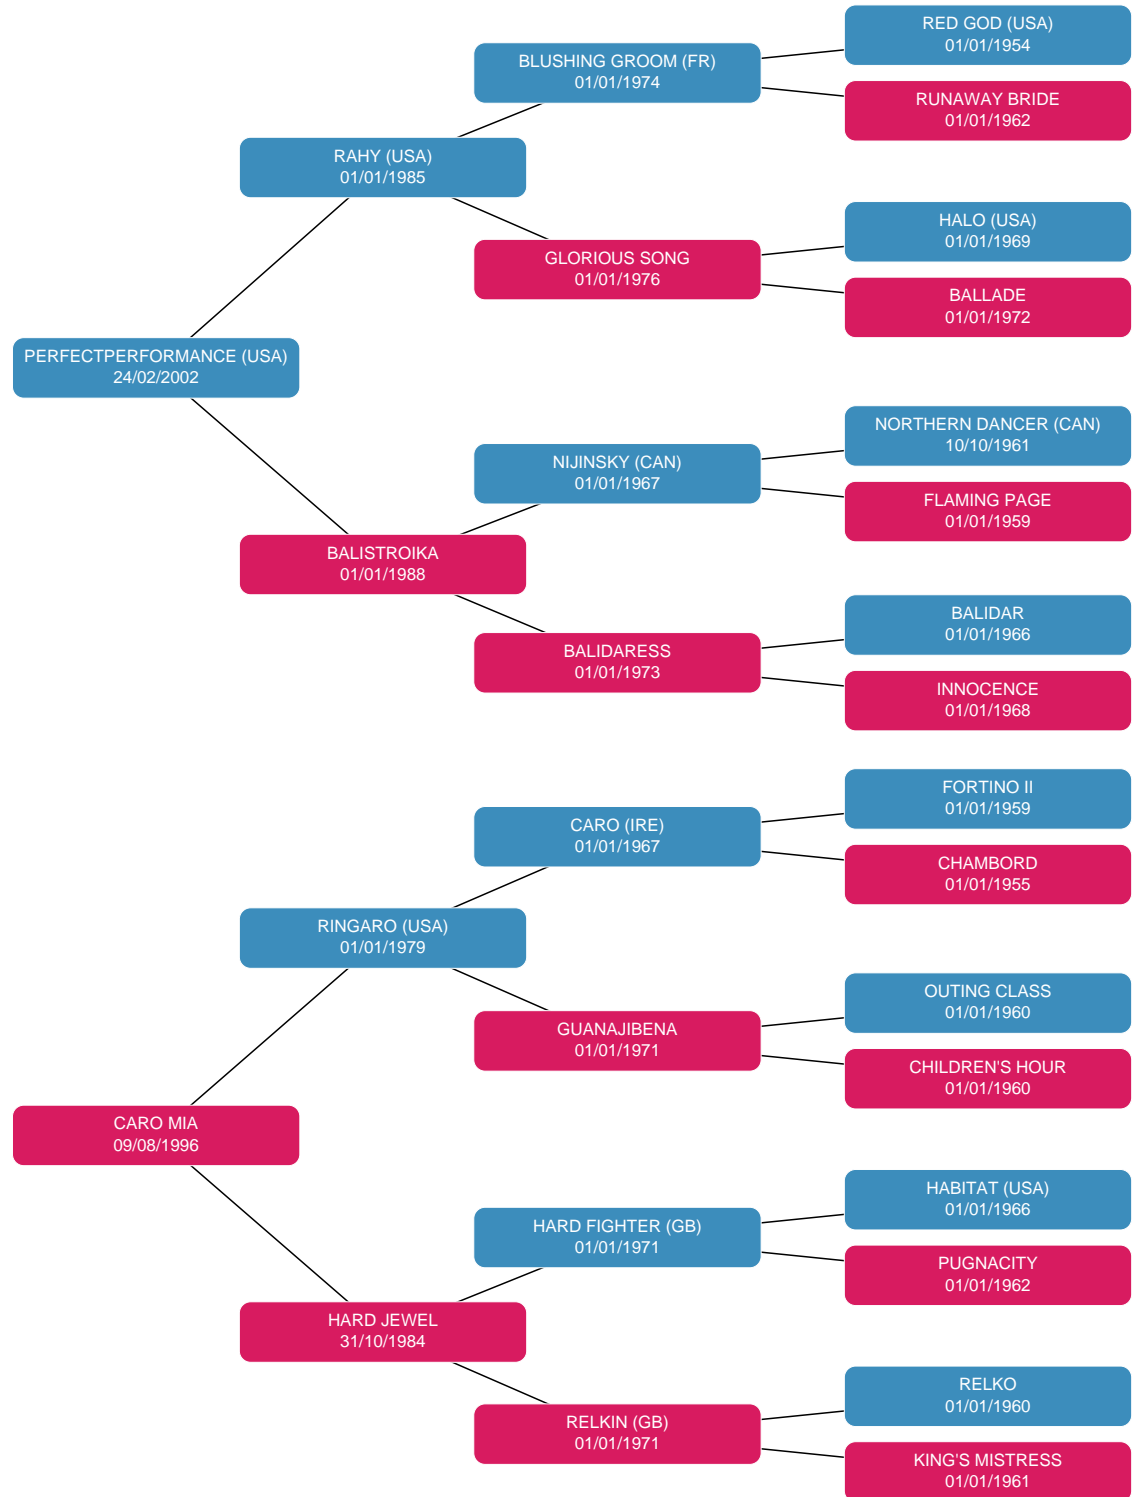 RED GOD (USA)
01/01/1954
BLUSHING GROOM (FR)
01/01/1974
RUNAWAY BRIDE
01/01/1962
RAHY (USA)
01/01/1985
HALO (USA)
01/01/1969
GLORIOUS SONG
01/01/1976
BALLADE
01/01/1972
PERFECTPERFORMANCE (USA)
24/02/2002
NORTHERN DANCER (CAN)
10/10/1961
NIJINSKY (CAN)
01/01/1967
FLAMING PAGE
01/01/1959
BALISTROIKA
01/01/1988
BALIDAR
01/01/1966
BALIDARESS
01/01/1973
INNOCENCE
01/01/1968
FORTINO II
01/01/1959
CARO (IRE)
01/01/1967
CHAMBORD
01/01/1955
RINGARO (USA)
01/01/1979
OUTING CLASS
01/01/1960
GUANAJIBENA
01/01/1971
CHILDREN'S HOUR
01/01/1960
CARO MIA
09/08/1996
HABITAT (USA)
01/01/1966
HARD FIGHTER (GB)
01/01/1971
PUGNACITY
01/01/1962
HARD JEWEL
31/10/1984
RELKO
01/01/1960
RELKIN (GB)
01/01/1971
KING'S MISTRESS
01/01/1961